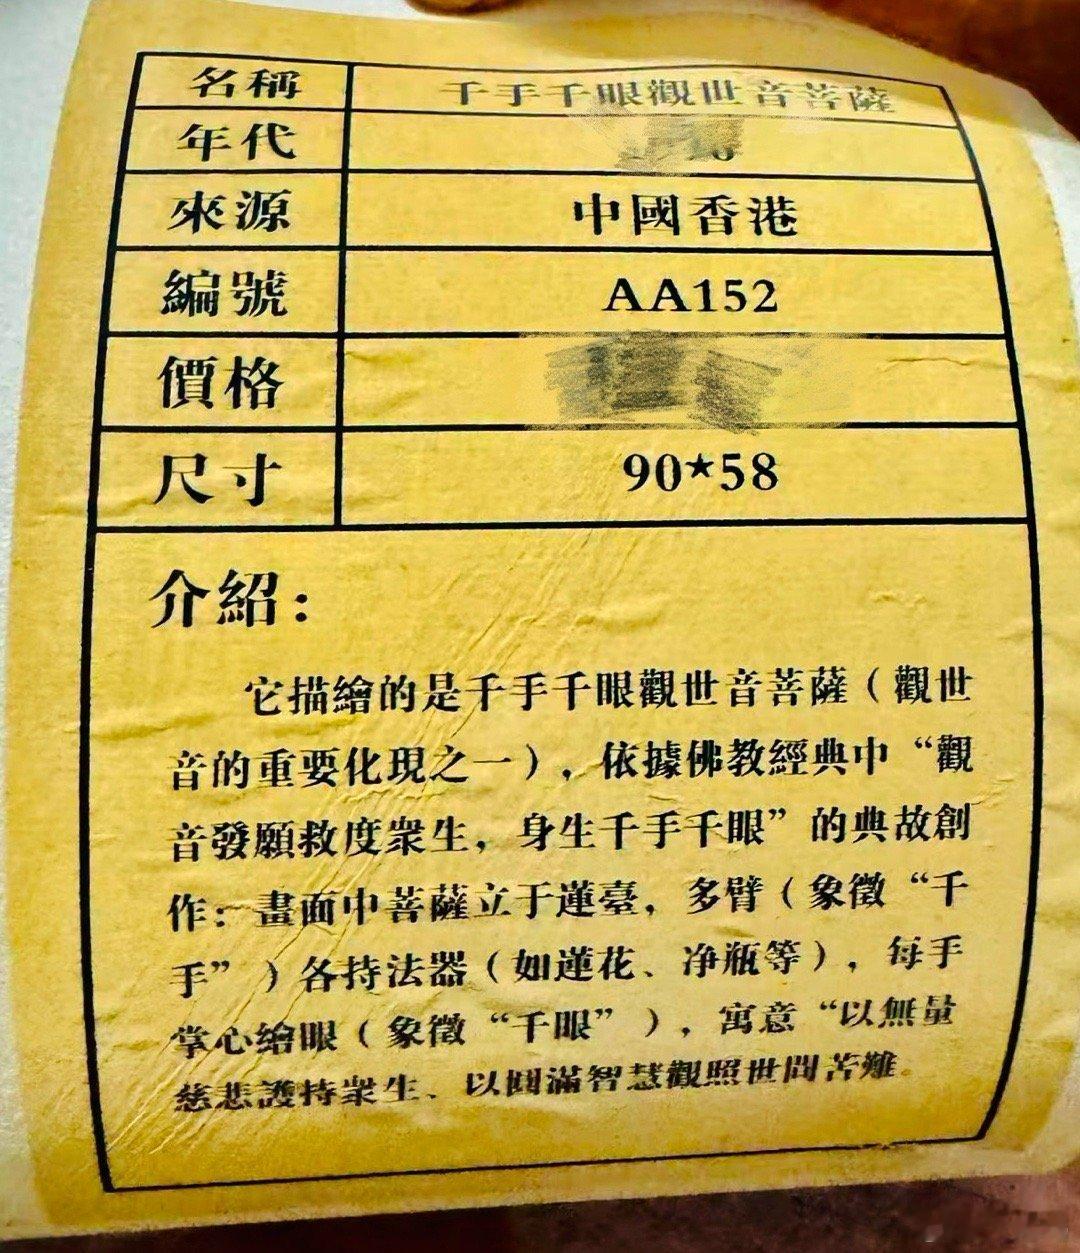 名稱 千手千眼觀世音菩薩
年代
來源 中國香港
編號 AA152
價格
尺寸 90*58
介紹：
它描繪的是千手千眼觀世音菩薩（觀世
音的重要化現之一），依據佛教經典中“觀
音發願救度衆生，身生千手千眼”的典故創
作：畫面中菩薩立于蓮臺，多臂（象徵“千
手”）各持法器（如蓮花、净瓶等），每手
掌心繪眼（象徵“千眼”），寓意“以無量
慈悲護持衆生、以圓滿智慧觀照世間苦難。